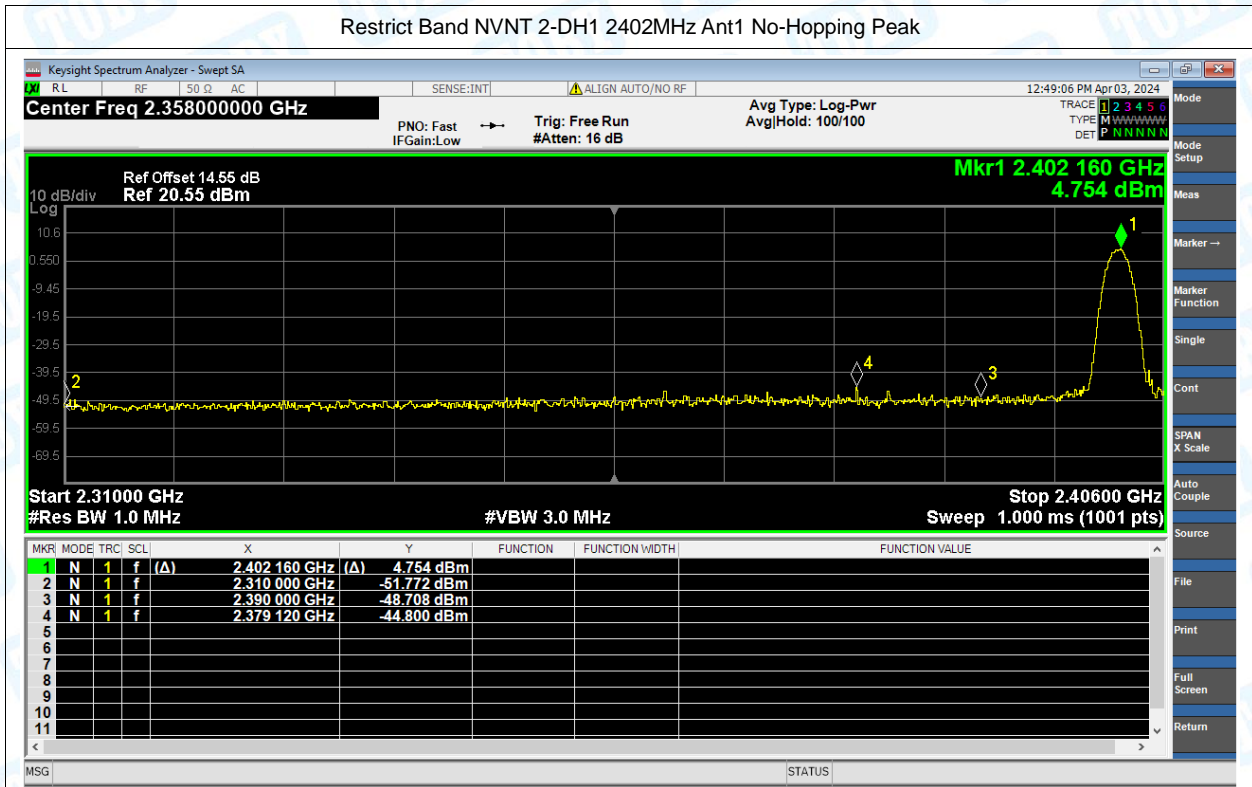 Restrict Band NVNT 2-DH1 2402MHz Ant1 No-Hopping Peak
Keysight Spectrum Analyzer - Swept SA
LXI RL RF 50 Ω AC SENSE:INT ALIGN AUTO/NO RF 12:49:06 PM Apr 03, 2024
Center Freq 2.358000000 GHz
PNO: Fast
IFGain:Low
Trig: Free Run
#Atten: 16 dB
Avg Type: Log-Pwr
Avg|Hold: 100/100
TRACE 1 2 3 4 5 6
TYPE M WWWWW
DET P N N N N N
Mkr1 2.402 160 GHz
4.754 dBm
Ref Offset 14.55 dB
10 dB/div Ref 20.55 dBm
Log
10.6
0.550
-9.45
-19.5
-29.5
-39.5
-49.5
-59.5
-69.5
1
2
4
3
Start 2.31000 GHz Stop 2.40600 GHz
#Res BW 1.0 MHz #VBW 3.0 MHz Sweep 1.000 ms (1001 pts)
MKR MODE TRC SCL X Y FUNCTION FUNCTION WIDTH FUNCTION VALUE
1 N 1 f (Δ) 2.402 160 GHz (Δ) 4.754 dBm
2 N 1 f 2.310 000 GHz -51.772 dBm
3 N 1 f 2.390 000 GHz -48.708 dBm
4 N 1 f 2.379 120 GHz -44.800 dBm
5
6
7
8
9
10
11
MSG STATUS
Mode
Mode
Setup
Meas
Marker→
Marker
Function
Single
Cont
SPAN
X Scale
Auto
Couple
Source
File
Print
Full
Screen
Return
TOBY